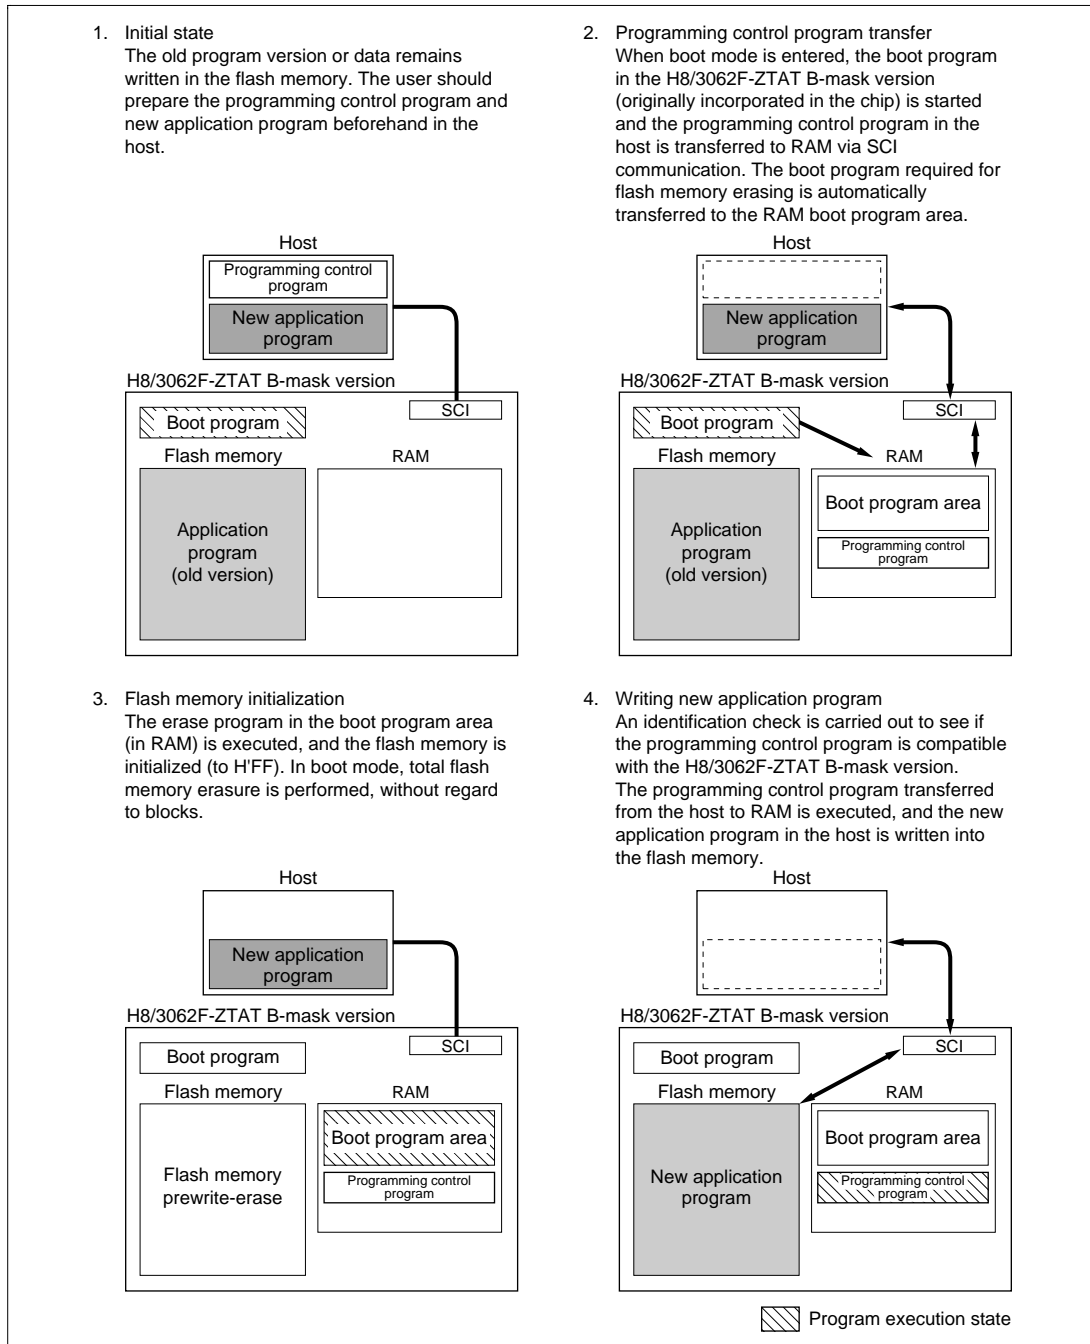 1. Initial state
The old program version or data remains
written in the flash memory. The user should
prepare the programming control program and
new application program beforehand in the
host.
Host
Programming control
program
New application
program
H8/3062F-ZTAT B-mask version
SCI
Boot program
Flash memory
RAM
Application
program
(old version)
2. Programming control program transfer
When boot mode is entered, the boot program
in the H8/3062F-ZTAT B-mask version
(originally incorporated in the chip) is started
and the programming control program in the
host is transferred to RAM via SCI
communication. The boot program required for
flash memory erasing is automatically
transferred to the RAM boot program area.
Host
New application
program
H8/3062F-ZTAT B-mask version
SCI
Boot program
Flash memory
RAM
Boot program area
Application
program
(old version)
Programming control
program
3. Flash memory initialization
The erase program in the boot program area
(in RAM) is executed, and the flash memory is
initialized (to H'FF). In boot mode, total flash
memory erasure is performed, without regard
to blocks.
Host
New application
program
H8/3062F-ZTAT B-mask version
SCI
Boot program
Flash memory
RAM
Boot program area
Flash memory
prewrite-erase
Programming control
program
4. Writing new application program
An identification check is carried out to see if
the programming control program is compatible
with the H8/3062F-ZTAT B-mask version.
The programming control program transferred
from the host to RAM is executed, and the new
application program in the host is written into
the flash memory.
Host
H8/3062F-ZTAT B-mask version
SCI
Boot program
Flash memory
RAM
Boot program area
New application
program
Programming control
program
Program execution state